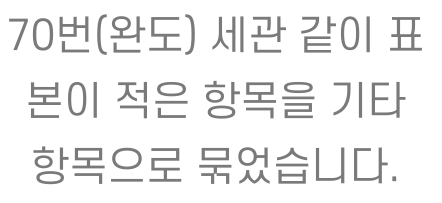 70번(완도) 세관 같이 표
본이 적은 항목을 기타
항목으로 묶었습니다.